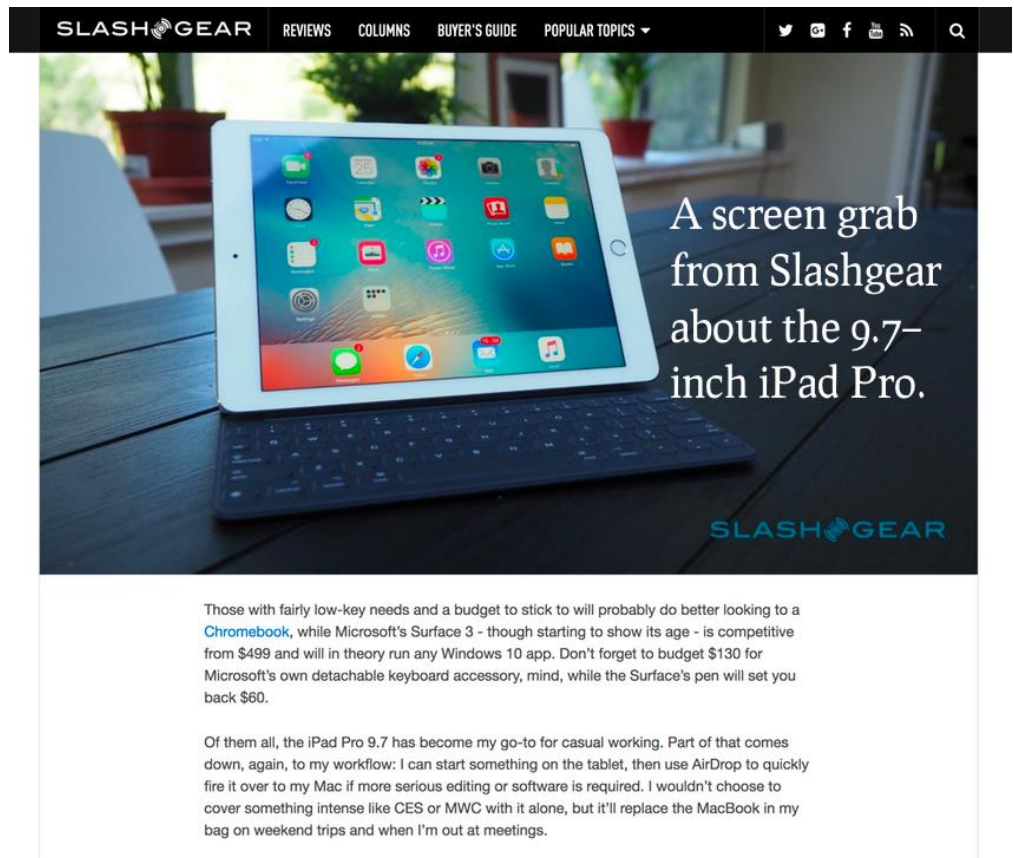 SLASHGEAR REVIEWS COLUMNS BUYER'S GUIDE POPULAR TOPICS
You
Tube
A screen grab
from Slashgear
about the 9.7–
inch iPad Pro.
SLASHGEAR
Those with fairly low-key needs and a budget to stick to will probably do better looking to a
Chromebook, while Microsoft's Surface 3 - though starting to show its age - is competitive
from $499 and will in theory run any Windows 10 app. Don't forget to budget $130 for
Microsoft's own detachable keyboard accessory, mind, while the Surface's pen will set you
back $60.
Of them all, the iPad Pro 9.7 has become my go-to for casual working. Part of that comes
down, again, to my workflow: I can start something on the tablet, then use AirDrop to quickly
fire it over to my Mac if more serious editing or software is required. I wouldn't choose to
cover something intense like CES or MWC with it alone, but it'll replace the MacBook in my
bag on weekend trips and when I'm out at meetings.